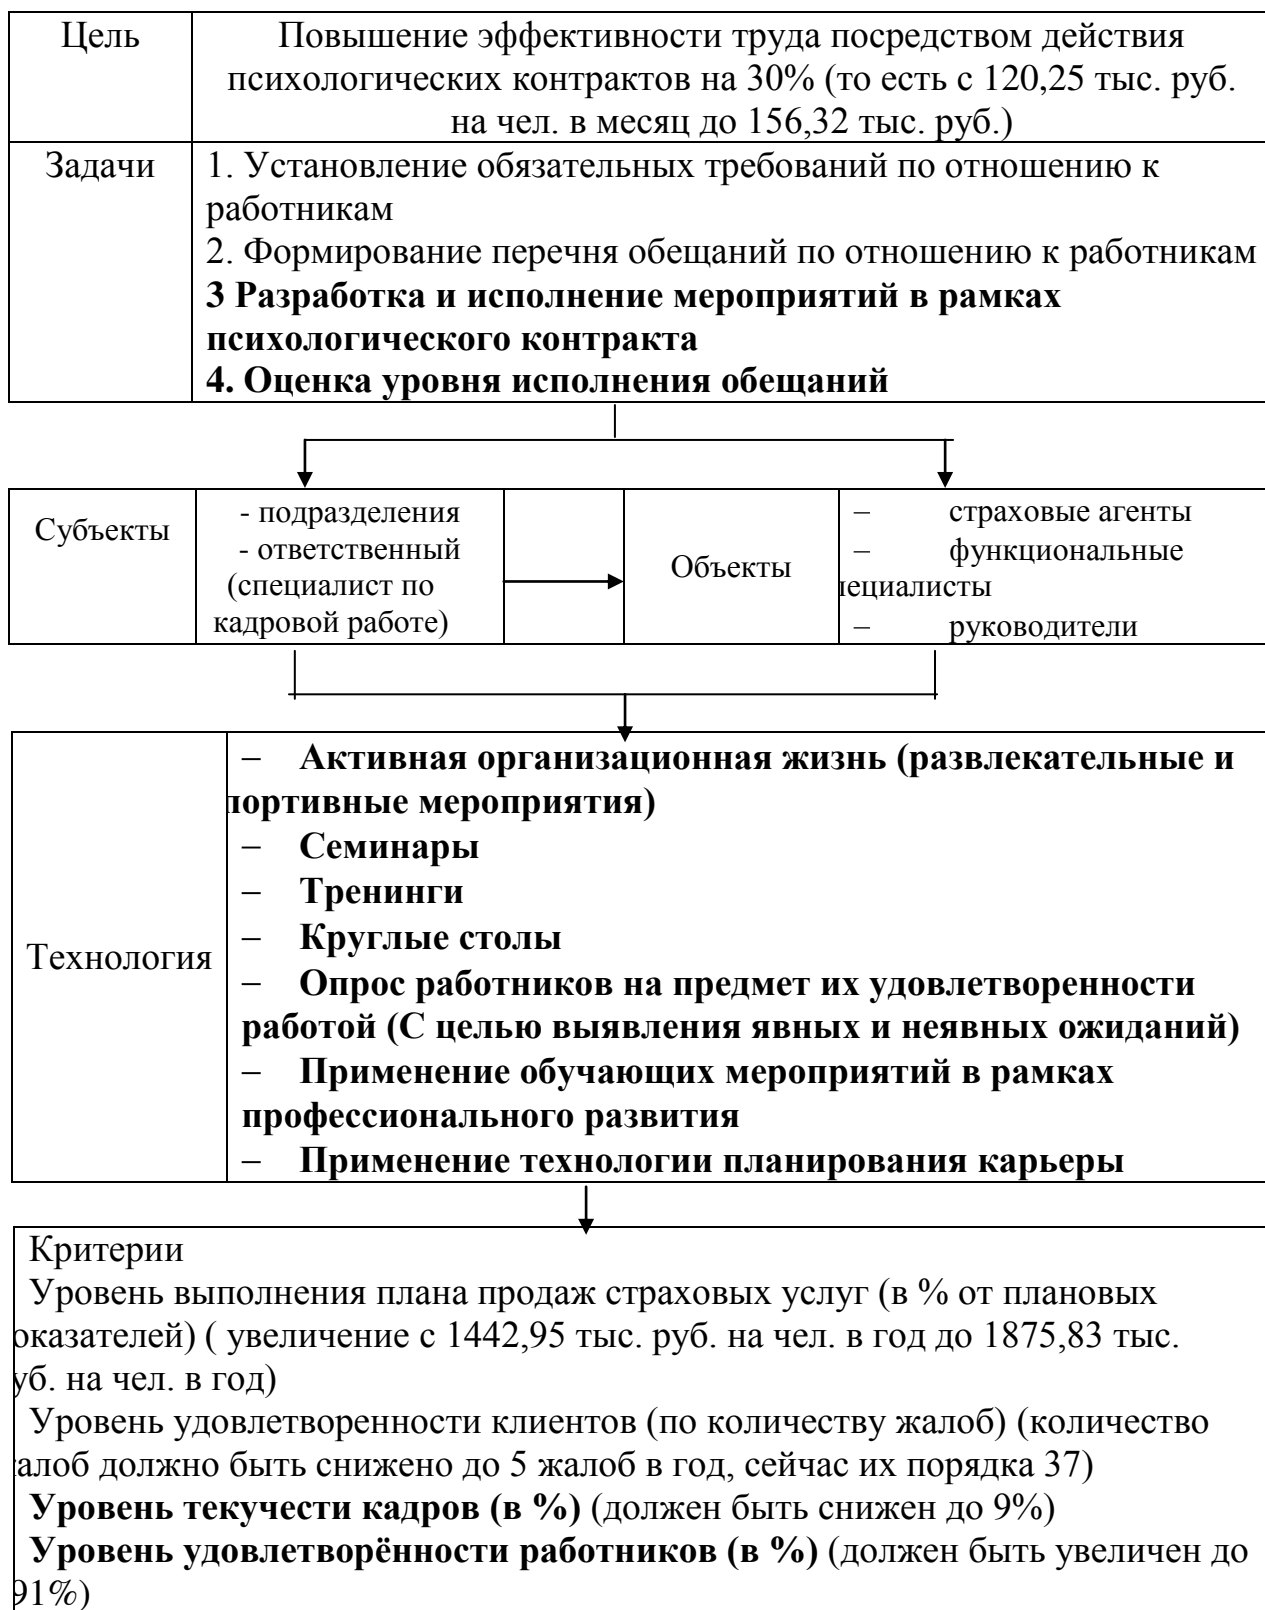 Цель
Повышение эффективности труда посредством действия
психологических контрактов на 30% (то есть с 120,25 тыс. руб.
на чел. в месяц до 156,32 тыс. руб.)
Задачи
1. Установление обязательных требований по отношению к
работникам
2. Формирование перечня обещаний по отношению к работникам
3 Разработка и исполнение мероприятий в рамках
психологического контракта
4. Оценка уровня исполнения обещаний
Субъекты
- подразделения
- ответственный
(специалист по
кадровой работе)
Объекты
– страховые агенты
– функциональные
пециалисты
– руководители
Технология
– Активная организационная жизнь (развлекательные и
портивные мероприятия)
– Семинары
– Тренинги
– Круглые столы
– Опрос работников на предмет их удовлетворенности
работой (С целью выявления явных и неявных ожиданий)
– Применение обучающих мероприятий в рамках
профессионального развития
– Применение технологии планирования карьеры
Критерии
Уровень выполнения плана продаж страховых услуг (в % от плановых
оказателей) ( увеличение с 1442,95 тыс. руб. на чел. в год до 1875,83 тыс.
уб. на чел. в год)
Уровень удовлетворенности клиентов (по количеству жалоб) (количество
алоб должно быть снижено до 5 жалоб в год, сейчас их порядка 37)
Уровень текучести кадров (в %) (должен быть снижен до 9%)
Уровень удовлетворённости работников (в %) (должен быть увеличен до
91%)